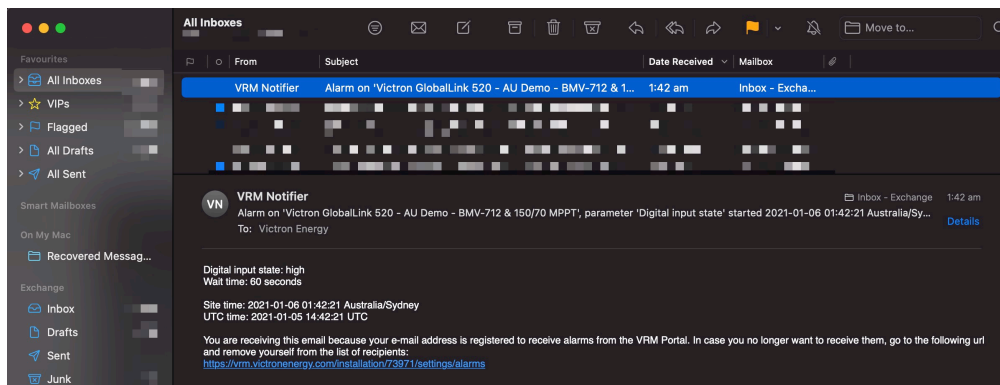 All Inboxes
Move to...
Favourites
All Inboxes
VIPs
Flagged
All Drafts
All Sent
Smart Mailboxes
On My Mac
Recovered Messag...
Exchange
Inbox
Drafts
Sent
Junk
From Subject Date Received Mailbox
VRM Notifier Alarm on 'Victron GlobalLink 520 - AU Demo - BMV-712 & 1... 1:42 am Inbox - Excha...
VN
VRM Notifier Inbox - Exchange 1:42 am
Alarm on 'Victron GlobalLink 520 - AU Demo - BMV-712 & 150/70 MPPT', parameter 'Digital input state' started 2021-01-06 01:42:21 Australia/Sy...
To: Victron Energy Details
Digital input state: high
Wait time: 60 seconds
Site time: 2021-01-06 01:42:21 Australia/Sydney
UTC time: 2021-01-05 14:42:21 UTC
You are receiving this email because your e-mail address is registered to receive alarms from the VRM Portal. In case you no longer want to receive them, go to the following url
and remove yourself from the list of recipients:
https://vrm.victronenergy.com/installation/73971/settings/alarms